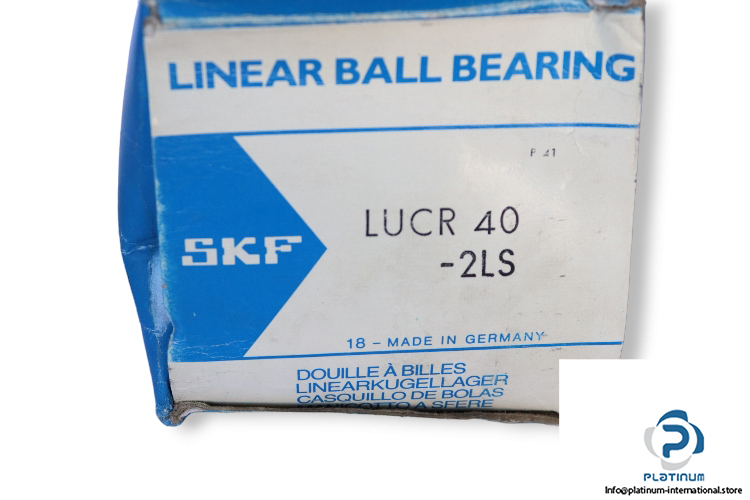 LINEAR BALL BEARING
P 41
SKF
LUCR 40
-2LS
18 - MADE IN GERMANY
DOUILLE À BILLES
LINEARKUGELLAGER
CASQUILLO DE BOLAS
A SFERE
PLATINUM
Info@platinum-international.store